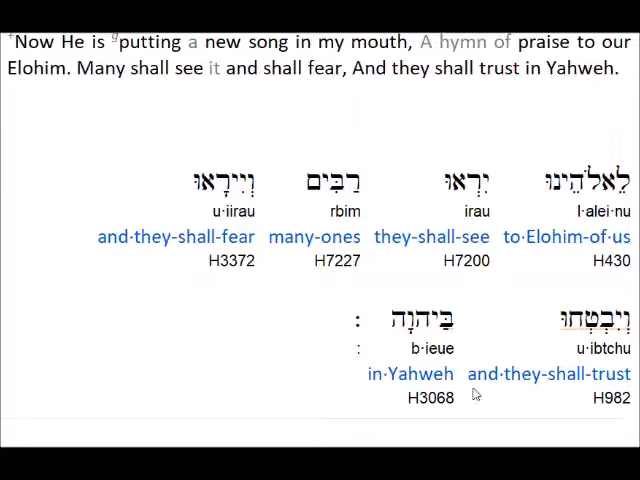 +Now He is gputting a new song in my mouth, A hymn of praise to our
Elohim. Many shall see it and shall fear, And they shall trust in Yahweh.
לֵאלֹהֵינוּ יִרְאוּ רַבִּים וְיִירָאוּ
u·iirau rbim irau l·alei·nu
and·they-shall-fear many-ones they-shall-see to·Elohim-of·us
H3372 H7227 H7200 H430
וְיִבְטְחוּ בַּיהוָה :
: b·ieue u·ibtchu
in·Yahweh and·they-shall-trust
H3068 H982